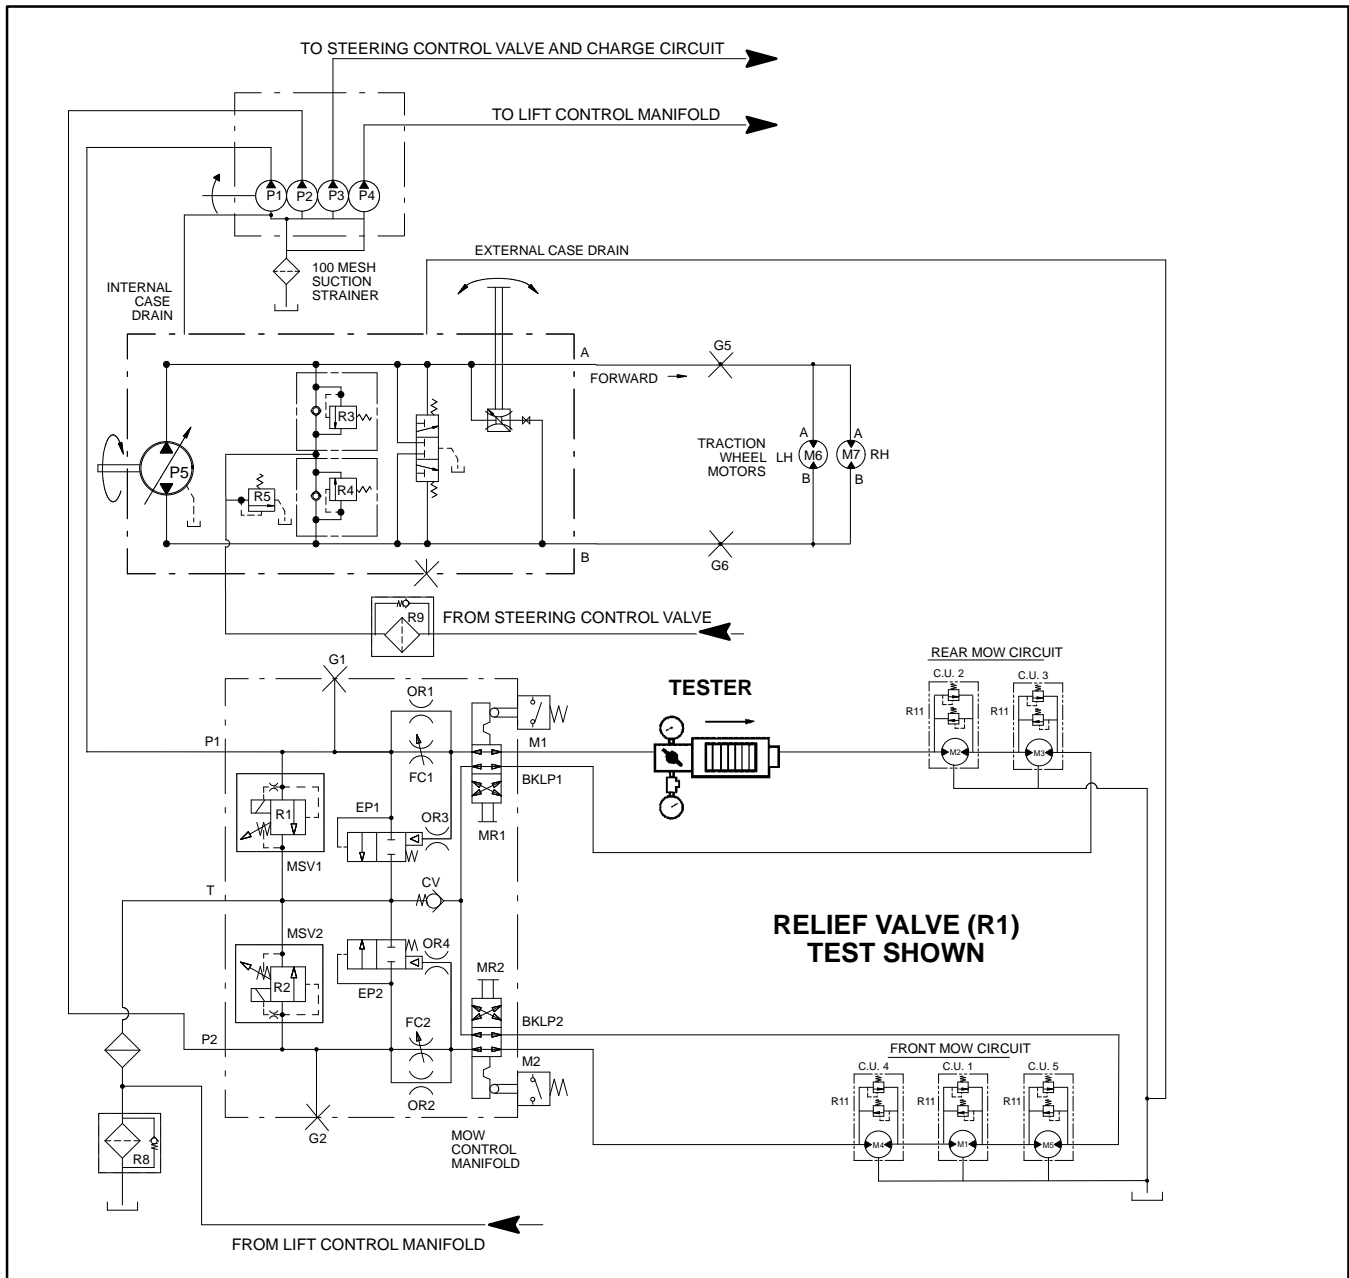 TO STEERING CONTROL VALVE AND CHARGE CIRCUIT
TO LIFT CONTROL MANIFOLD
P1 P2 P3 P4
EXTERNAL CASE DRAIN
100 MESH
SUCTION
STRAINER
INTERNAL
CASE
DRAIN
A
G5
FORWARD
R3
P5
R5
R4
TRACTION
WHEEL
MOTORS
LH
A
M6
B
A
M7
B
RH
B
G6
R9
FROM STEERING CONTROL VALVE
G1
OR1
TESTER
REAR MOW CIRCUIT
C.U. 2
C.U. 3
R11
R11
M2
M3
P1
M1
FC1
BKLP1
EP1
R1
OR3
MR1
MSV1
CV
T
RELIEF VALVE (R1)
TEST SHOWN
MSV2
OR4
MR2
R2
EP2
FC2
BKLP2
P2
M2
OR2
G2
FRONT MOW CIRCUIT
C.U. 4
C.U. 1
C.U. 5
R11
R11
R11
M4
M1
M5
MOW
CONTROL
MANIFOLD
R8
FROM LIFT CONTROL MANIFOLD